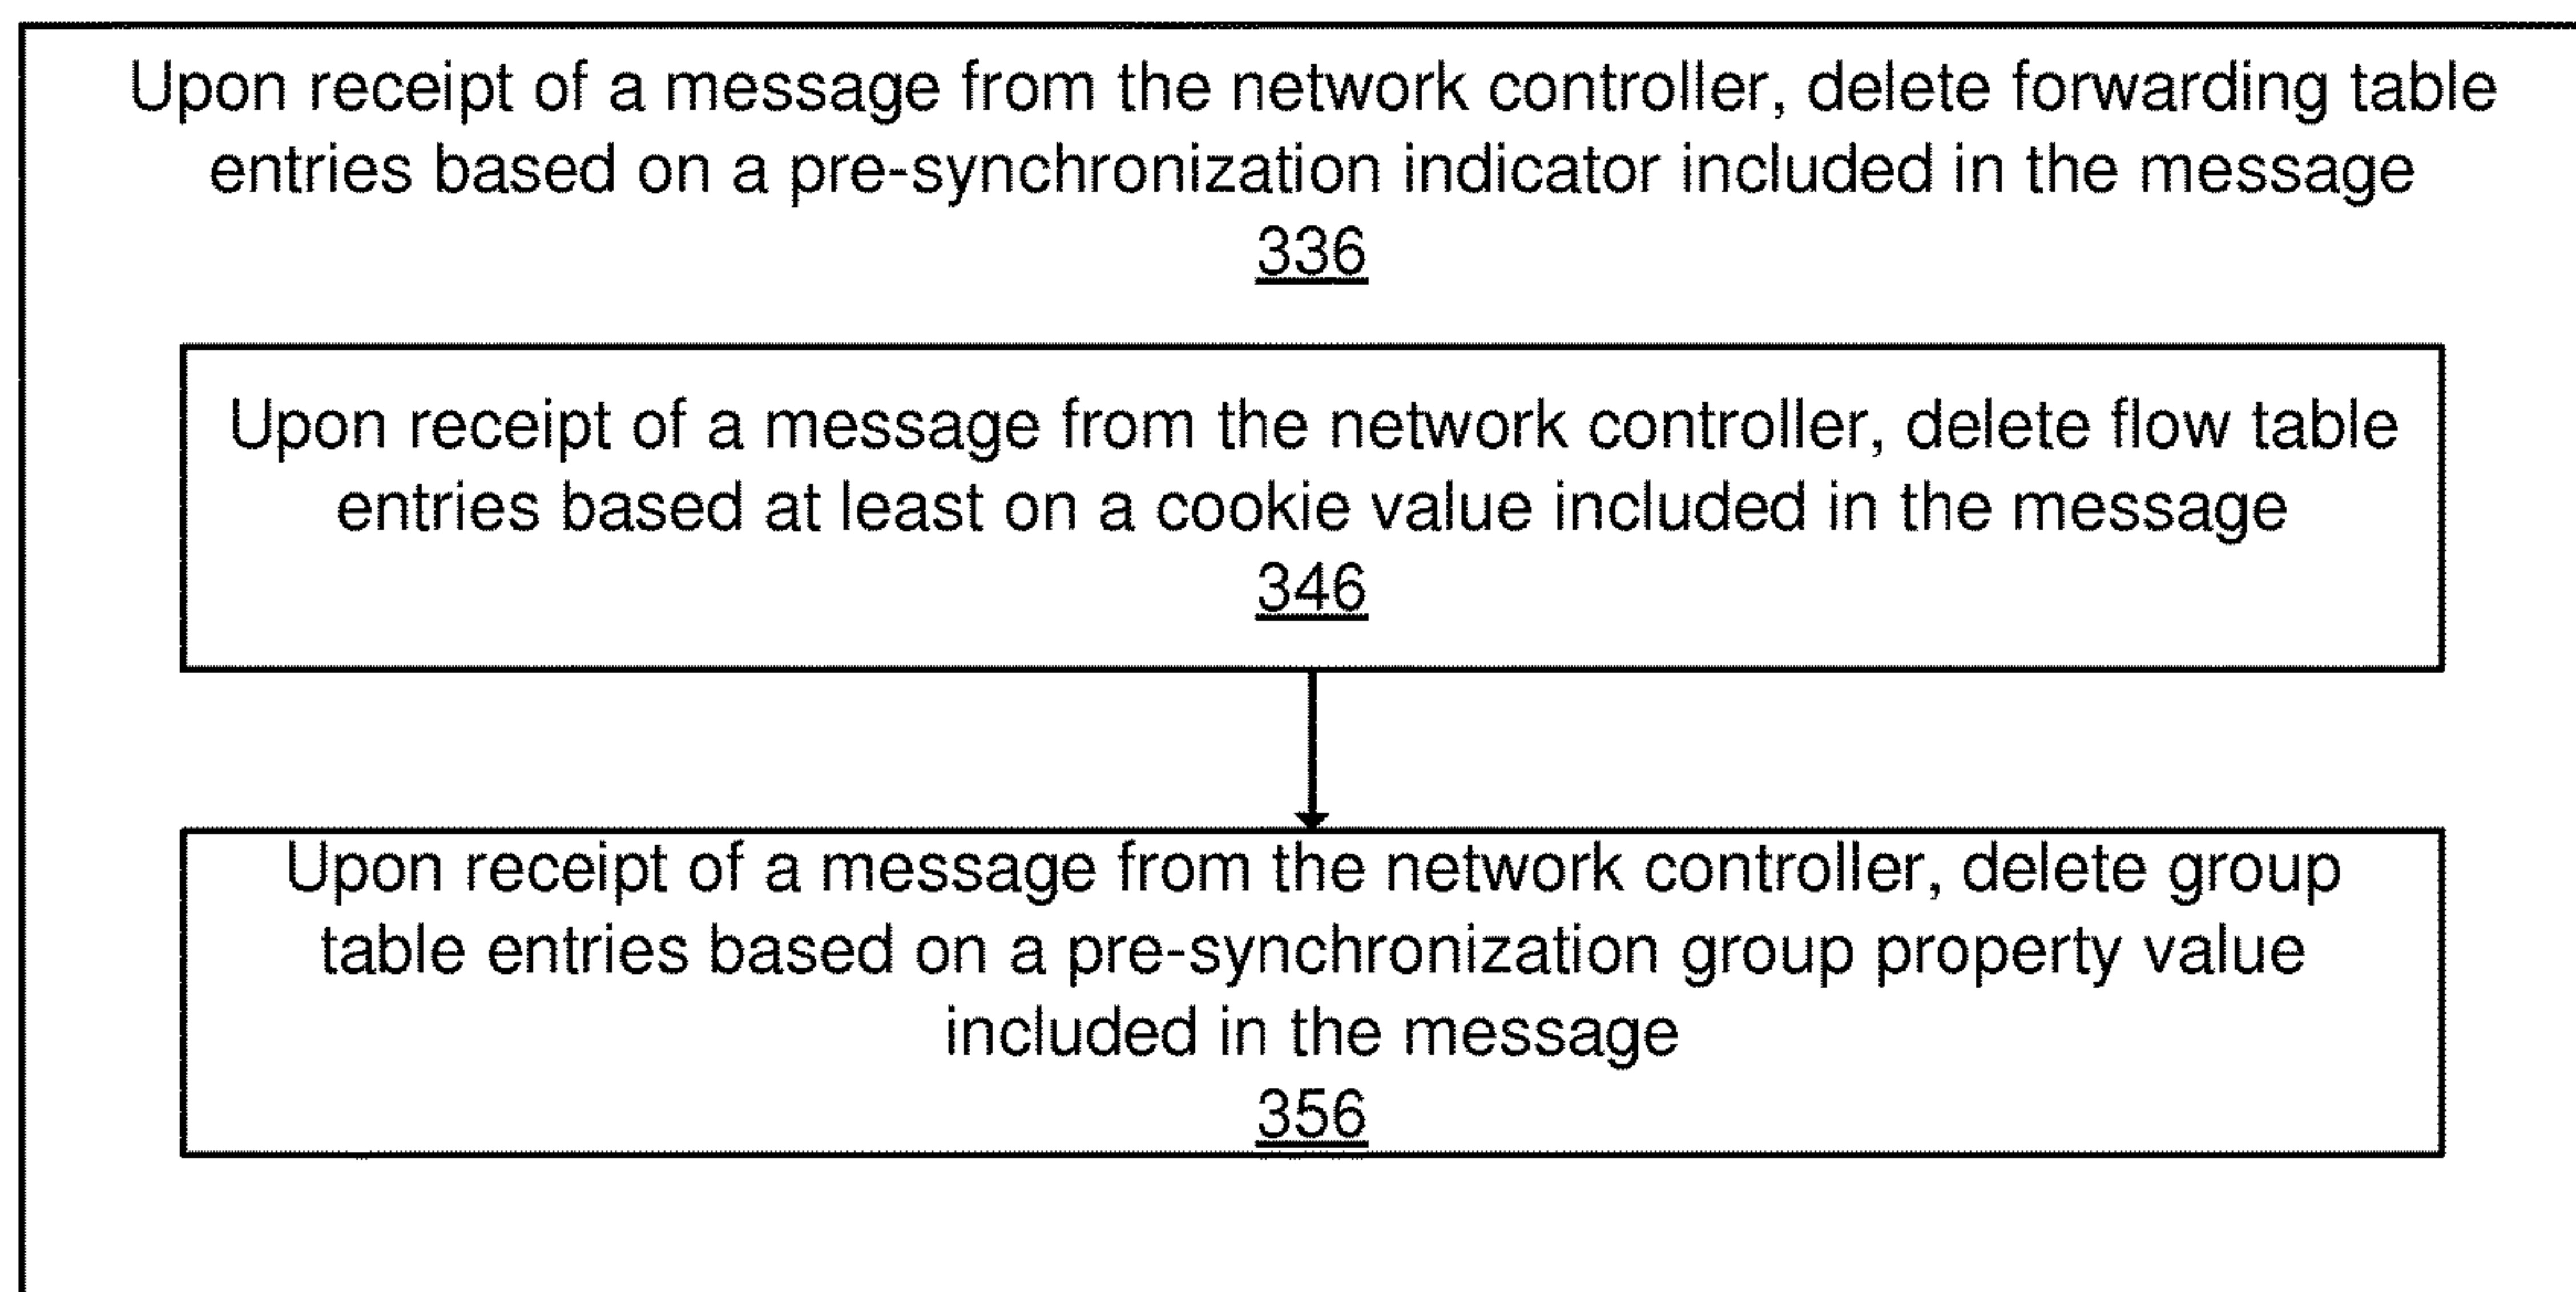 Upon receipt of a message from the network controller, delete forwarding table
entries based on a pre-synchronization indicator included in the message
336
Upon receipt of a message from the network controller, delete flow table
entries based at least on a cookie value included in the message
346
Upon receipt of a message from the network controller, delete group
table entries based on a pre-synchronization group property value
included in the message
356